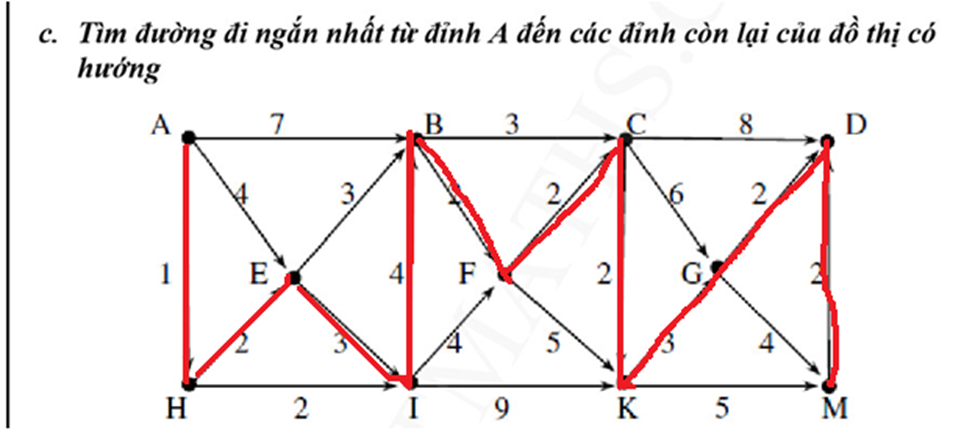 c. Tìm đường đi ngắn nhất từ đỉnh A đến các đỉnh còn lại của đồ thị có
hướng
A 7 B 3 C 8 D
4 3 2 6 2
1 E 4 F 2 G 2
2 3 4 5 3 4
H 2 I 9 K 5 M